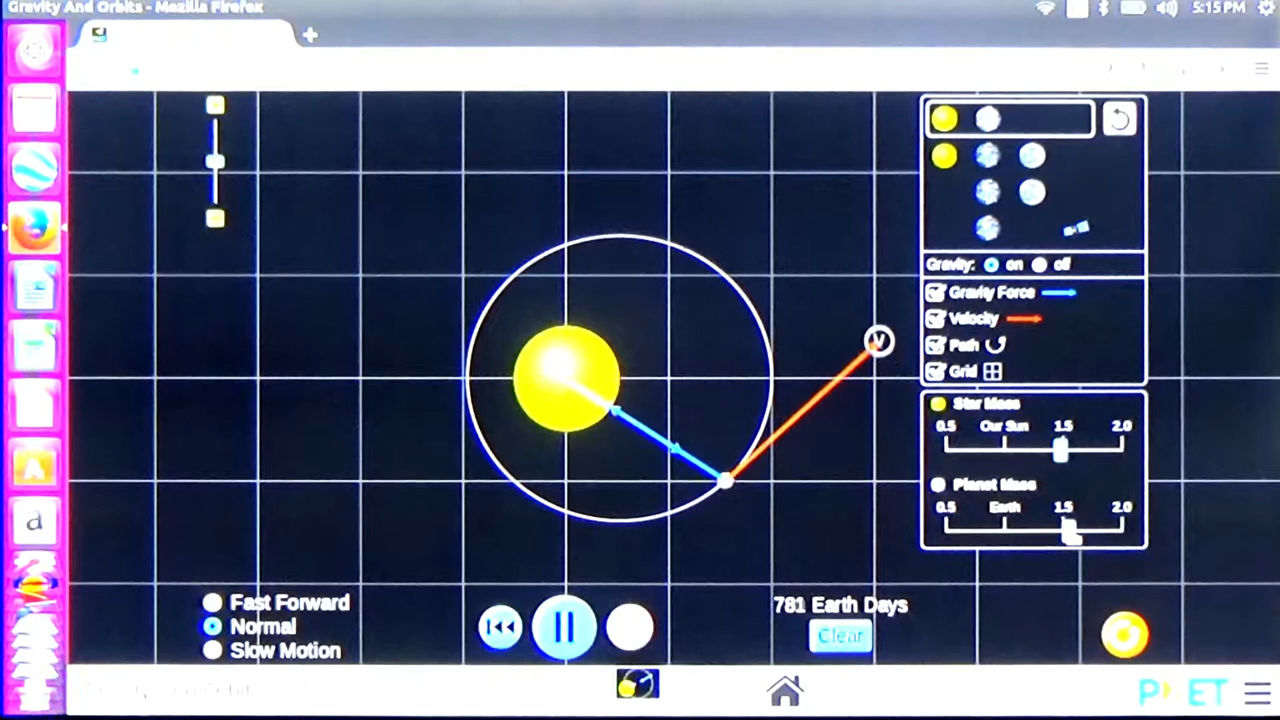 Gravity And Orbits - Mozilla Firefox
5:15 PM
Gravity: on off
Gravity Force
Velocity
Path
Grid
V
Star Mass
0.5 Our Sun 1.5 2.0
Planet Mass
0.5 Earth 1.5 2.0
A
a
Fast Forward
Normal
Slow Motion
781 Earth Days
Clear